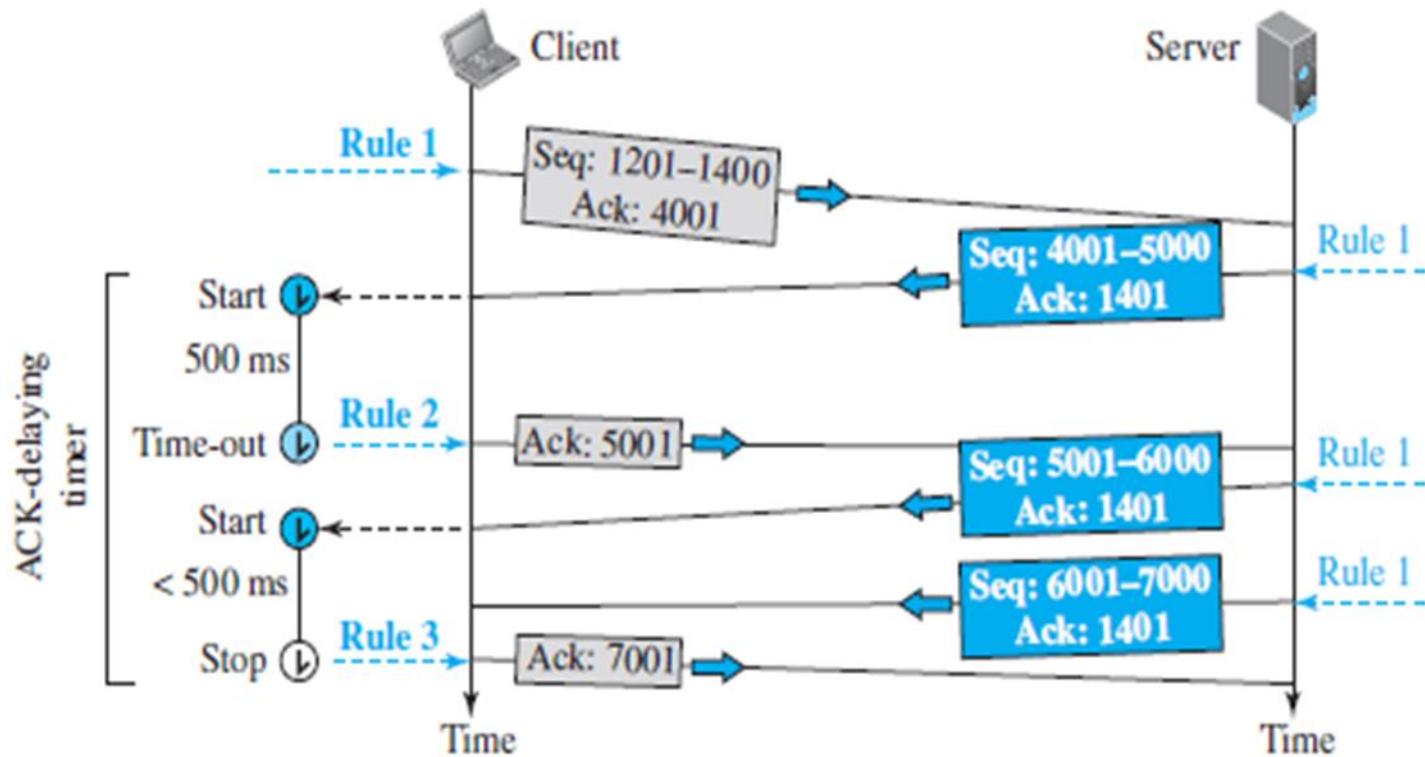 Client
Server
Rule 1
Seq: 1201–1400
Ack: 4001
Rule 1
Seq: 4001–5000
Ack: 1401
Start
500 ms
Time-out
Rule 2
Ack: 5001
Rule 1
Seq: 5001–6000
Ack: 1401
Start
< 500 ms
Rule 1
Seq: 6001–7000
Ack: 1401
Stop
Rule 3
Ack: 7001
ACK-delaying
timer
Time
Time